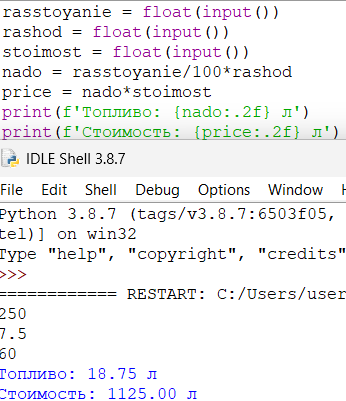 rasstoyanie = float(input())
rashod = float(input())
stoimost = float(input())
nado = rasstoyanie/100*rashod
price = nado*stoimost
print(f'Топливо: {nado:.2f} л')
print(f'Стоимость: {price:.2f} л')
IDLE Shell 3.8.7
File Edit Shell Debug Options Window
Python 3.8.7 (tags/v3.8.7:6503f05,
tel)] on win32
Type "help", "copyright", "credits"
>>>
============ RESTART: C:/Users/user
250
7.5
60
Топливо: 18.75 л
Стоимость: 1125.00 л